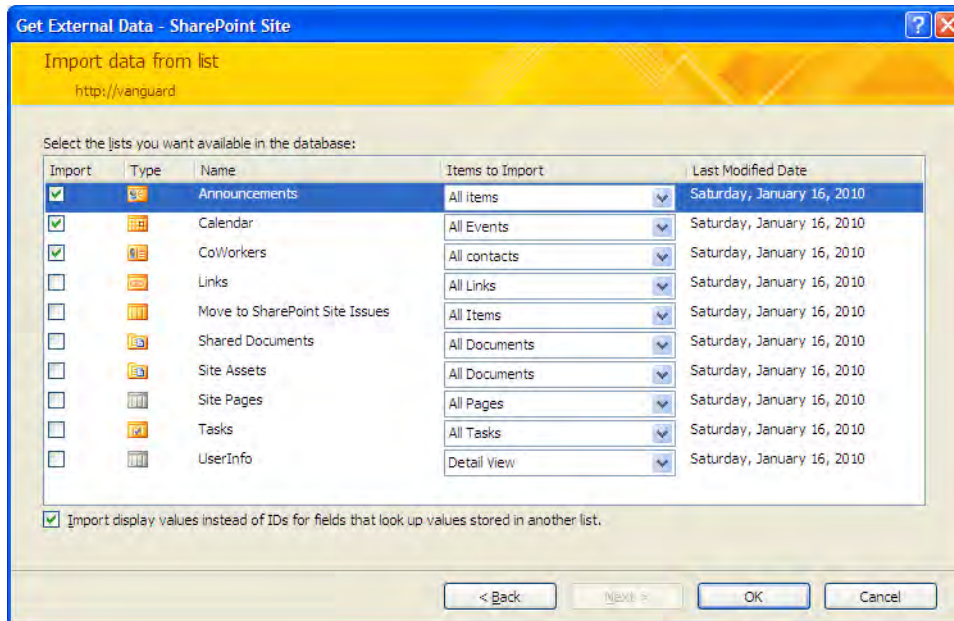 Get External Data - SharePoint Site
Import data from list
http://vanguard
Select the lists you want available in the database:
Import Type Name Items to Import Last Modified Date
Announcements All items Saturday, January 16, 2010
Calendar All Events Saturday, January 16, 2010
CoWorkers All contacts Saturday, January 16, 2010
Links All Links Saturday, January 16, 2010
Move to SharePoint Site Issues All Items Saturday, January 16, 2010
Shared Documents All Documents Saturday, January 16, 2010
Site Assets All Documents Saturday, January 16, 2010
Site Pages All Pages Saturday, January 16, 2010
Tasks All Tasks Saturday, January 16, 2010
UserInfo Detail View Saturday, January 16, 2010
Import display values instead of IDs for fields that look up values stored in another list.
< Back Next > OK Cancel